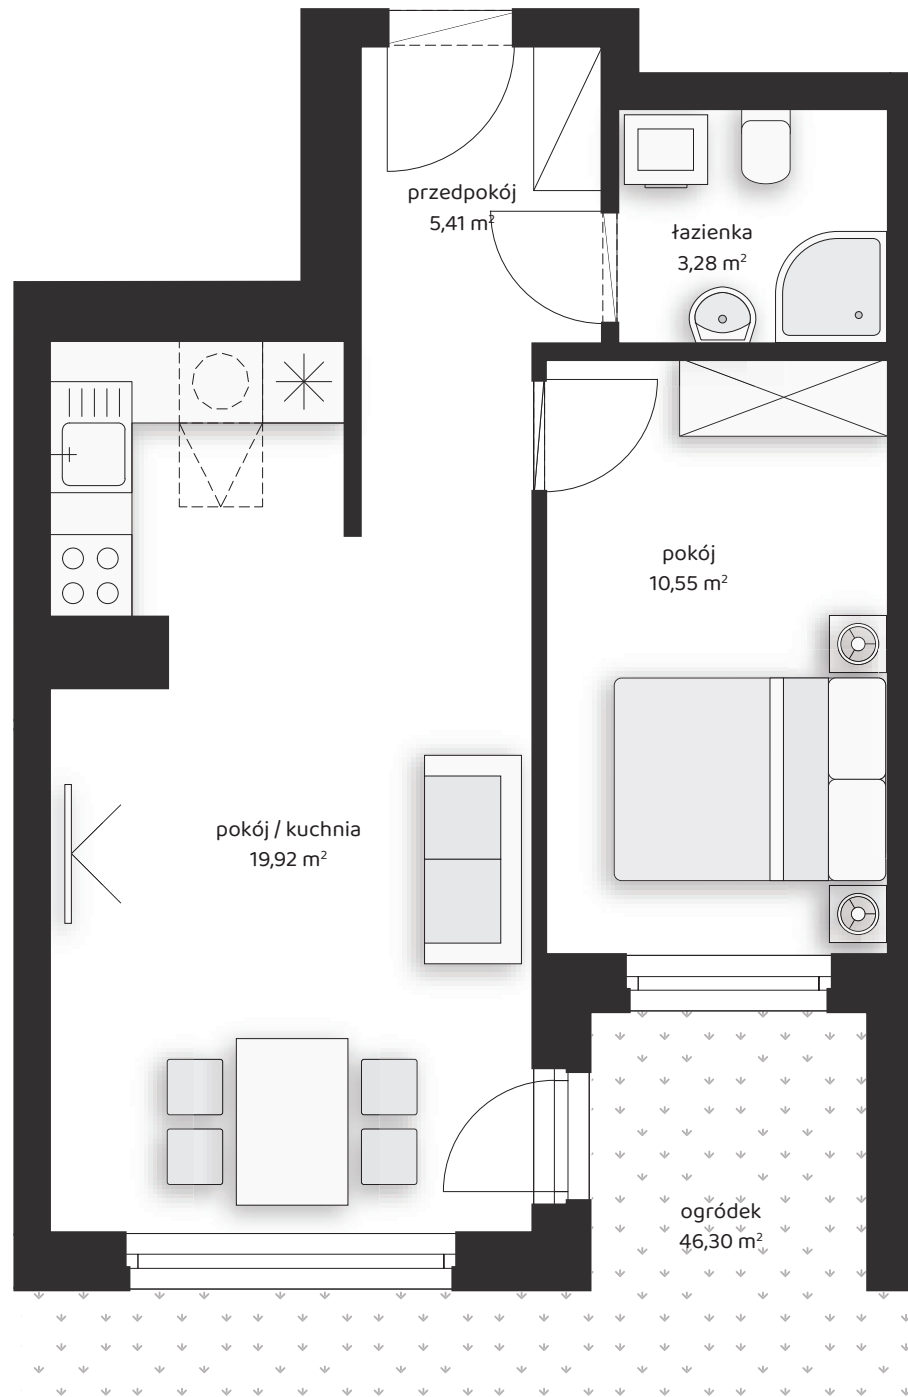 przedpokój
5,41 m²
łazienka
3,28 m²
pokój
10,55 m²
pokój / kuchnia
19,92 m²
ogródek
46,30 m²